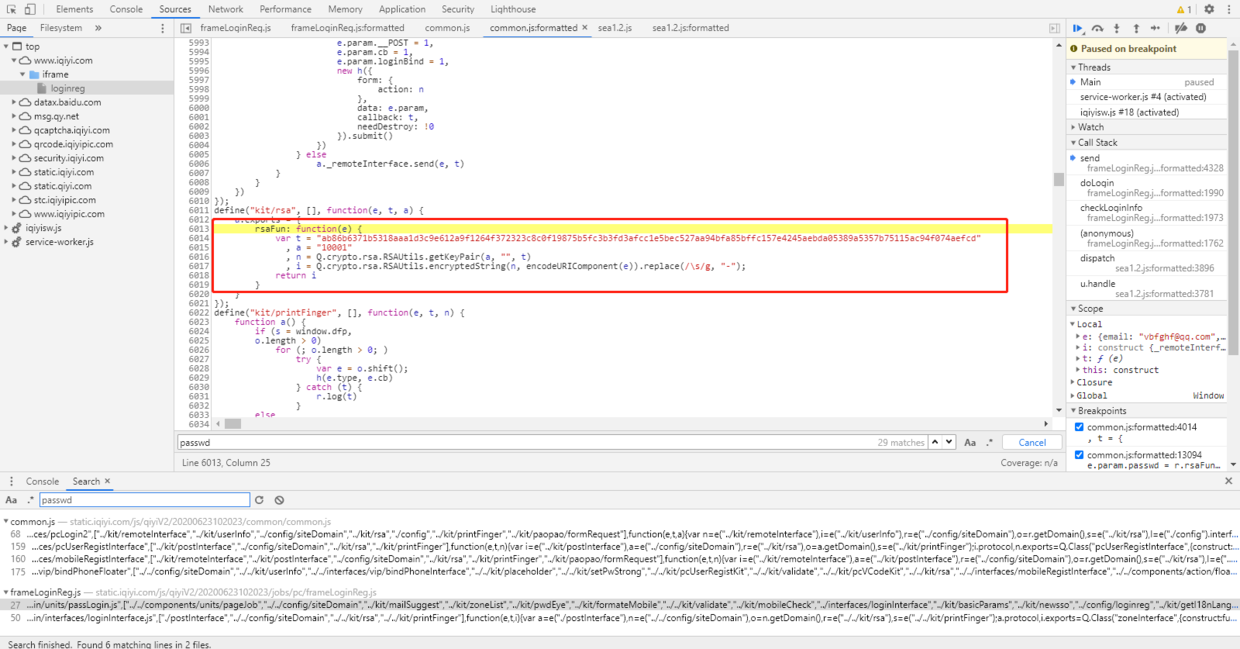 Elements Console Sources Network Performance Memory Application Security Lighthouse 1
Page Filesystem » frameLoginReg.js frameLoginReg.js:formatted common.js common.js:formatted × sea1.2.js sea1.2.js:formatted
top
www.iqiyi.com
iframe
loginreg
datax.baidu.com
msg.qy.net
qcaptcha.iqiyi.com
qrcode.iqiyipic.com
security.iqiyi.com
static.iqiyi.com
static.qiyi.com
stc.iqiyipic.com
www.iqiyipic.com
iqiyisw.js
service-worker.js
5993 e.param.__POST = 1,
5994 e.param.cb = 1,
5995 e.param.loginBind = 1,
5996 new h({
5997 form: {
5998 action: n
5999 },
6000 data: e.param,
6001 callback: t,
6002 needDestroy: !0
6003 }).submit()
6004 })
6005 } else
6006 a._remoteInterface.send(e, t)
6007 }
6008 }
6009 })
6010 });
6011 define("kit/rsa", [], function(e, t, a) {
6012 a.exports = {
6013 rsaFun: function(e) {
6014 var t = "ab86b6371b5318aaa1d3c9e612a9f1264f372323c8c0f19875b5fc3b3fd3afcc1e5bec527aa94bfa85bffc157e4245aebda05389a5357b75115ac94f074aefcd"
6015 , a = "10001"
6016 , n = Q.crypto.rsa.RSAUtils.getKeyPair(a, "", t)
6017 , i = Q.crypto.rsa.RSAUtils.encryptedString(n, encodeURIComponent(e)).replace(/\s/g, "-");
6018 return i
6019 }
6020 }
6021 });
6022 define("kit/printFinger", [], function(e, t, n) {
6023 function a() {
6024 if (s = window.dfp,
6025 o.length > 0)
6026 for (; o.length > 0; )
6027 try {
6028 var e = o.shift();
6029 h(e.type, e.cb)
6030 } catch (t) {
6031 r.log(t)
6032 }
6033 else
6034
passwd 29 matches Aa .* Cancel
Line 6013, Column 25 Coverage: n/a
Paused on breakpoint
Threads
Main paused
service-worker.js #4 (activated)
iqiyisw.js #18 (activated)
Watch
Call Stack
send
frameLoginReg.j...formatted:4328
doLogin
frameLoginReg.j...formatted:1990
checkLoginInfo
frameLoginReg.j...formatted:1973
(anonymous)
frameLoginReg.j...formatted:1762
dispatch
sea1.2.js:formatted:3896
u.handle
sea1.2.js:formatted:3781
Scope
Local
e: {email: "vbfghf@qq.com",...
i: construct {_remoteInterf...
t: ƒ (e)
this: construct
Closure
Global Window
Breakpoints
common.js:formatted:4014
, t = {
common.js:formatted:13094
e.param.passwd = r.rsaFun...
Console Search ×
Aa .* passwd
common.js — static.iqiyi.com/js/qiyiV2/20200623102023/common/common.js
68 ...ces/pcLogin2",["../kit/remoteInterface","../kit/userInfo","../config/siteDomain","../kit/rsa","./config","../kit/printFinger","../kit/paopao/formRequest"],function(e,t,a){var n=e("../kit/remoteInterface"),i=e("../kit/userInfo"),r=e("../config/siteDomain"),o=r.getDomain(),s=e("../kit/rsa"),l=e("./config").interf...
159 ...ces/pcUserRegistInterface",["../kit/postInterface","../config/siteDomain","../kit/rsa","../kit/printFinger"],function(e,t,n){var i=e("../kit/postInterface"),a=e("../config/siteDomain"),r=e("../kit/rsa"),o=a.getDomain(),s=e("../kit/printFinger");i.protocol,n.exports=Q.Class("pcUserRegistInterface",{construc...
160 ...ces/mobileRegistInterface",["../kit/postInterface","../config/siteDomain","../kit/rsa","../kit/printFinger","../kit/paopao/formRequest"],function(e,t,n){var i=e("../kit/postInterface"),a=e("../kit/postInterface"),r=e("../config/siteDomain"),o=r.getDomain(),s=e("../kit/rsa"),l=e("...
175 ...vip/bindPhoneFloater",["../../config/siteDomain","../../kit/userInfo","../../interfaces/vip/bindPhoneInterface","../../kit/placeholder","../../kit/setPwStrong","../../kit/pcUserRegistKit","../../kit/validate","../../kit/pcVCodeKit","../../kit/rsa","../../interfaces/mobileRegistInterface","../../components/action/floa...
frameLoginReg.js — static.iqiyi.com/js/qiyiV2/20200623102023/jobs/pc/frameLoginReg.js
27 ...in/units/passLogin.js",["../../components/units/pageJob","../../config/siteDomain","../../kit/mailSuggest","../kit/zoneList","../kit/pwdEye","../kit/formateMobile","../../kit/validate","../kit/mobileCheck","../interfaces/loginInterface","../kit/basicParams","../kit/newsso","../config/loginreg","../kit/getI18nLang...
50 ...in/interfaces/loginInterface.js",["./postInterface","../../config/siteDomain","../../kit/rsa","../../kit/printFinger"],function(e,t,i){var a=e("./postInterface"),n=e("../../config/siteDomain"),o=n.getDomain(),r=e("../../kit/rsa"),s=e("../../kit/printFinger");a.protocol,i.exports=Q.Class("zoneInterface",{construct:fu...
Search finished. Found 6 matching lines in 2 files.